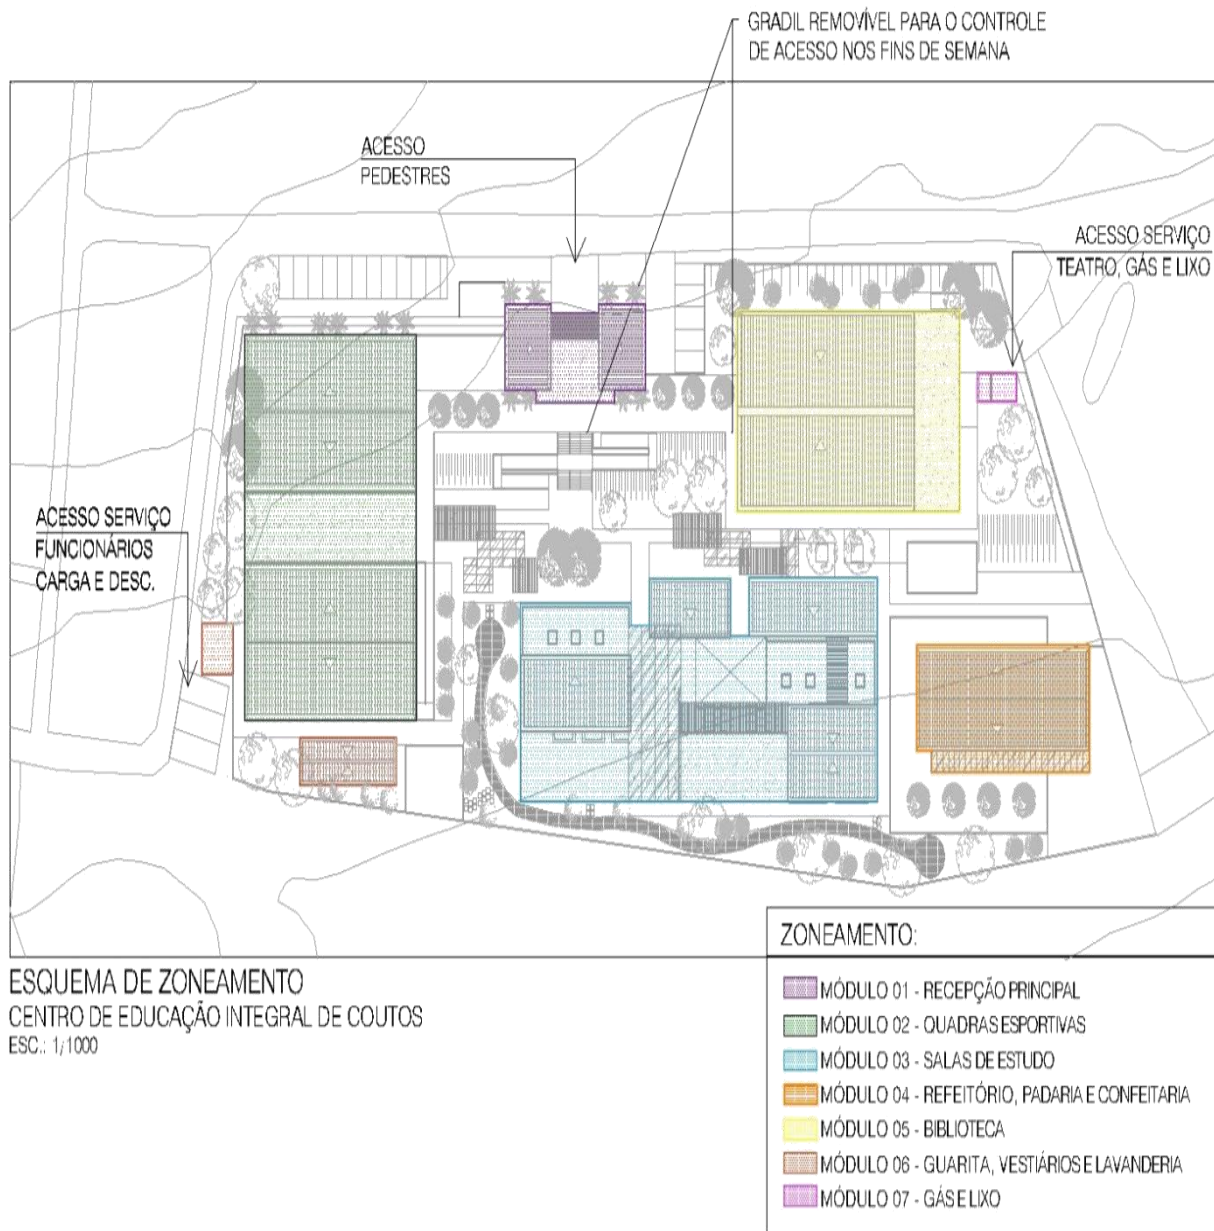 GRADIL REMOVÍVEL PARA O CONTROLE
DE ACESSO NOS FINS DE SEMANA
ACESSO
PEDESTRES
ACESSO SERVIÇO
TEATRO, GÁS E LIXO
ACESSO SERVIÇO
FUNCIONÁRIOS
CARGA E DESC.
ESQUEMA DE ZONEAMENTO
CENTRO DE EDUCAÇÃO INTEGRAL DE COUTOS
ESC.: 1/1000
ZONEAMENTO:
MÓDULO 01 - RECEPÇÃO PRINCIPAL
MÓDULO 02 - QUADRAS ESPORTIVAS
MÓDULO 03 - SALAS DE ESTUDO
MÓDULO 04 - REFEITÓRIO, PADARIA E CONFEITARIA
MÓDULO 05 - BIBLIOTECA
MÓDULO 06 - GUARITA, VESTIÁRIOS E LAVANDERIA
MÓDULO 07 - GÁS E LIXO